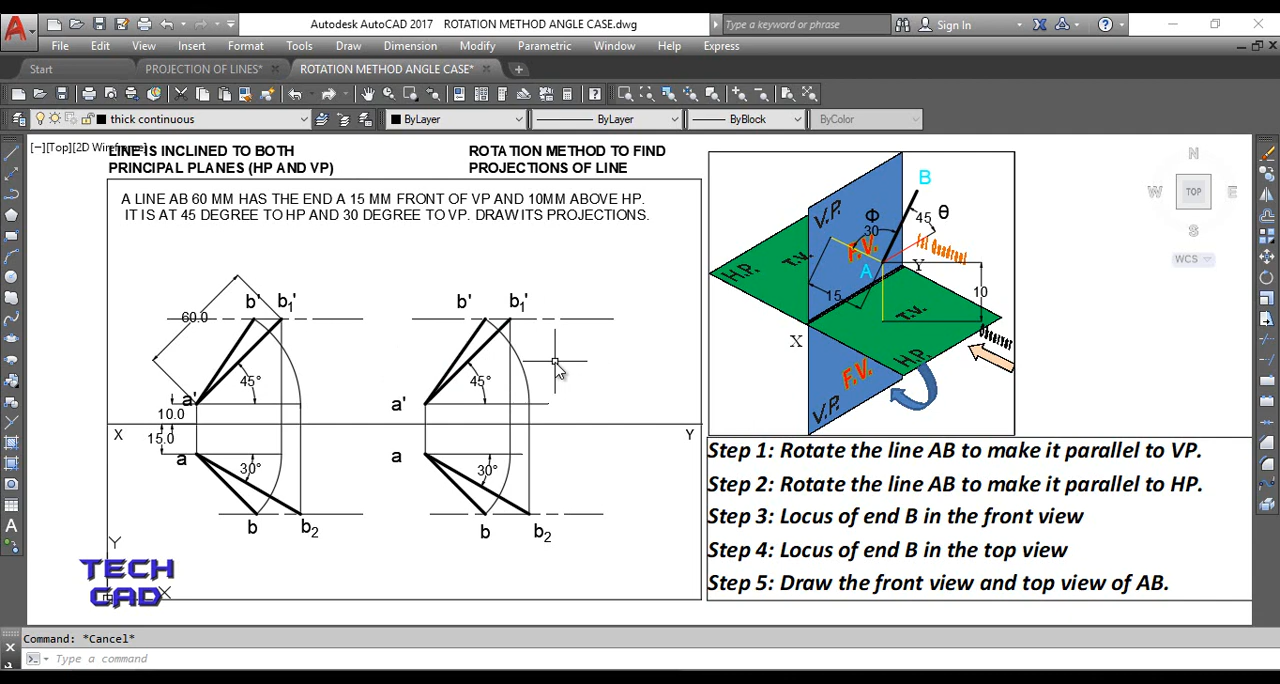 Autodesk AutoCAD 2017 ROTATION METHOD ANGLE CASE.dwg
Type a keyword or phrase
Sign In
File Edit View Insert Format Tools Draw Dimension Modify Parametric Window Help Express
Start
PROJECTION OF LINES*
ROTATION METHOD ANGLE CASE*
thick continuous
ByLayer
ByLayer
ByBlock
ByColor
[−][Top][2D Wireframe]
LINE IS INCLINED TO BOTH
PRINCIPAL PLANES (HP AND VP)
ROTATION METHOD TO FIND
PROJECTIONS OF LINE
A LINE AB 60 MM HAS THE END A 15 MM FRONT OF VP AND 10MM ABOVE HP.
IT IS AT 45 DEGREE TO HP AND 30 DEGREE TO VP. DRAW ITS PROJECTIONS.
b' b1'
60.0
45°
a'
10.0
X
15.0
a
30°
b b2
b' b1'
45°
a'
Y
a
30°
b b2
Y
X
TECH
CAD
B
V.P.
Φ
45 θ
30
F.V.
Ist Quadrant
T.V.
H.P.
A
Y
15
10
T.V.
X
Observer
H.P.
F.V.
V.P.
N
W TOP E
S
WCS
Step 1: Rotate the line AB to make it parallel to VP.
Step 2: Rotate the line AB to make it parallel to HP.
Step 3: Locus of end B in the front view
Step 4: Locus of end B in the top view
Step 5: Draw the front view and top view of AB.
Command: *Cancel*
Type a command